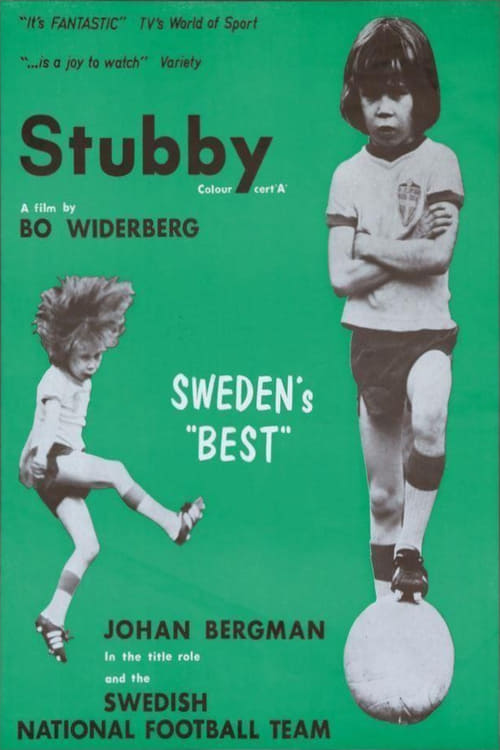 "It's FANTASTIC" TV's World of Sport
"...is a joy to watch" Variety
Stubby
Colour cert 'A'
A film by
BO WIDERBERG
SWEDEN's
"BEST"
JOHAN BERGMAN
In the title role
and the
SWEDISH
NATIONAL FOOTBALL TEAM